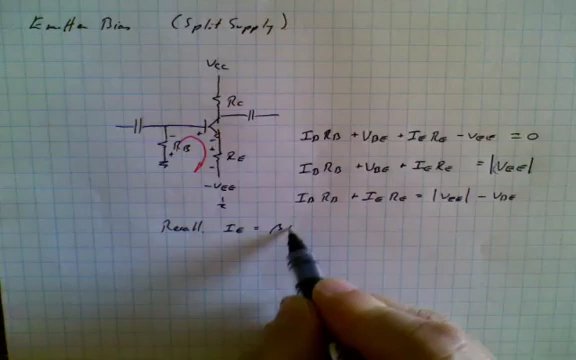 Emitter Bias (Split Supply)
VCC
RC
RB
RE
-VEE
IB RB + VBE + IE RE - VEE = 0
IB RB + VBE + IE RE = |VEE|
IB RB + IE RE = |VEE| - VBE
Recall IE = β